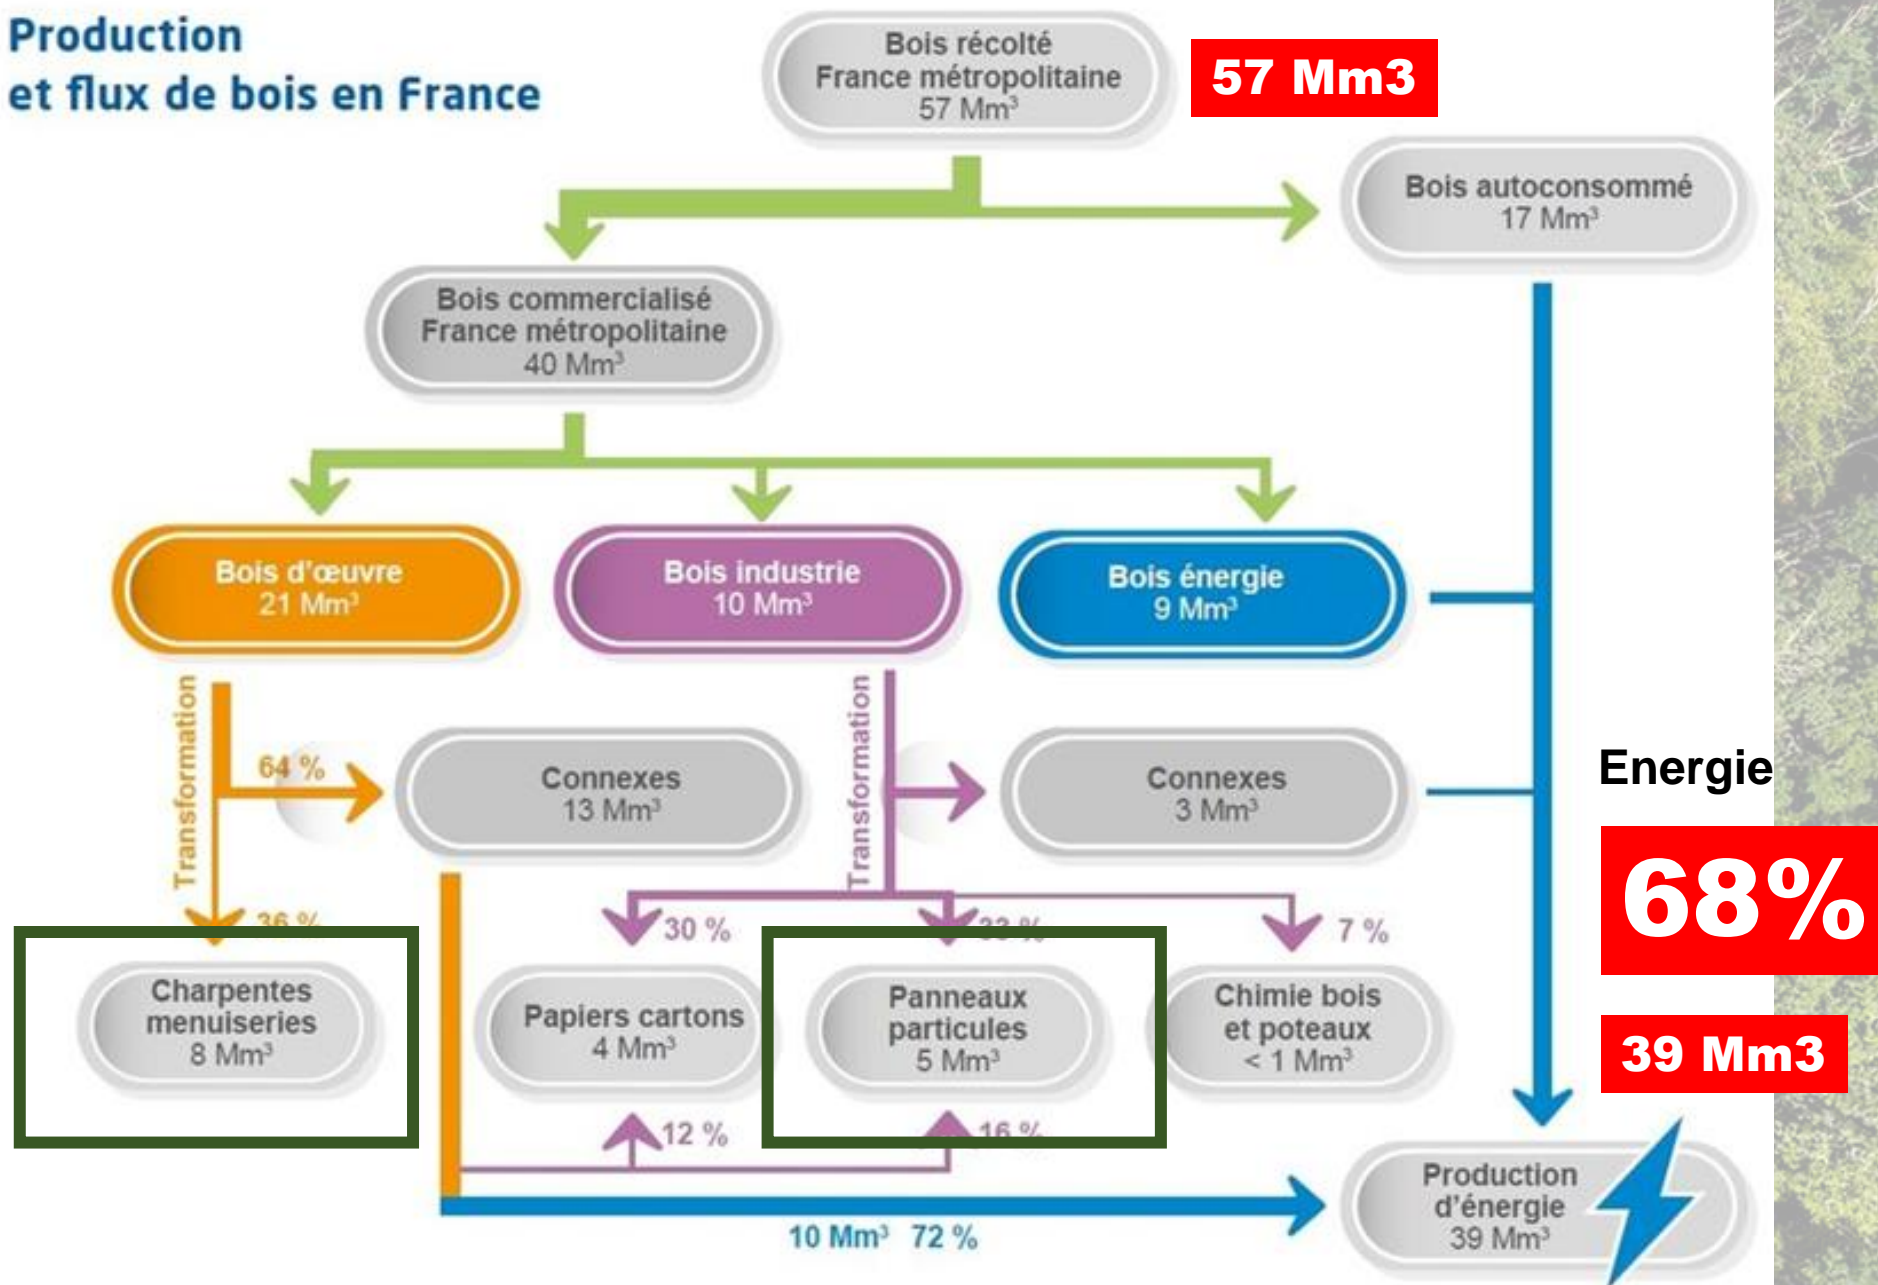 Production
et flux de bois en France
Bois récolté
France métropolitaine
57 Mm³
57 Mm3
Bois autoconsommé
17 Mm³
Bois commercialisé
France métropolitaine
40 Mm³
Bois d'œuvre
21 Mm³
Bois industrie
10 Mm³
Bois énergie
9 Mm³
Transformation
64 %
Connexes
13 Mm³
Transformation
Connexes
3 Mm³
Energie
68%
39 Mm3
36 %
30 %
33 %
7 %
Charpentes
menuiseries
8 Mm³
Papiers cartons
4 Mm³
Panneaux
particules
5 Mm³
Chimie bois
et poteaux
< 1 Mm³
12 %
16 %
10 Mm³ 72 %
Production
d'énergie
39 Mm³